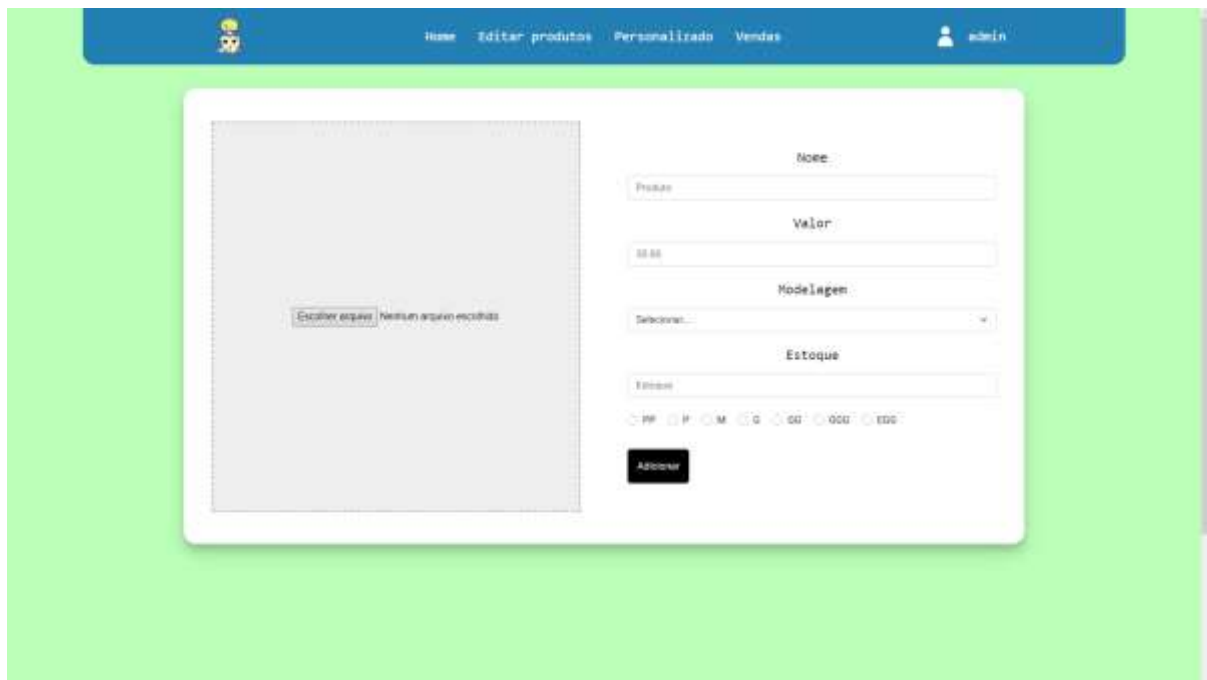 Home Editar produtos Personalizado Vendas admin
Escolher arquivo Nenhum arquivo escolhido
Nome
Produto
Valor
Modelagem
Selecionar...
Estoque
Estoque
PP P M G GG GGG EGG
Adicionar